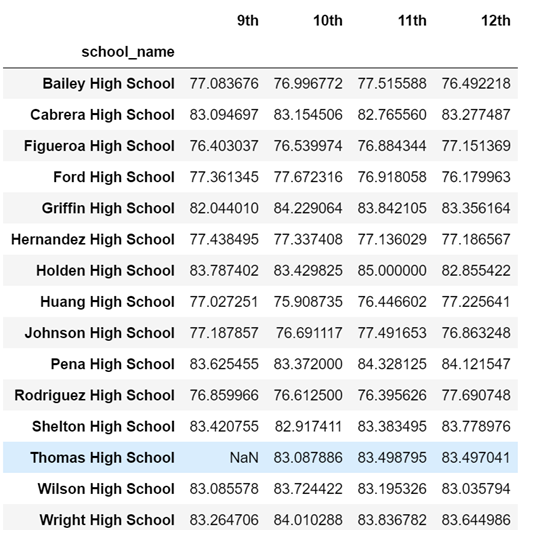 9th 10th 11th 12th
school_name
Bailey High School 77.083676 76.996772 77.515588 76.492218
Cabrera High School 83.094697 83.154506 82.765560 83.277487
Figueroa High School 76.403037 76.539974 76.884344 77.151369
Ford High School 77.361345 77.672316 76.918058 76.179963
Griffin High School 82.044010 84.229064 83.842105 83.356164
Hernandez High School 77.438495 77.337408 77.136029 77.186567
Holden High School 83.787402 83.429825 85.000000 82.855422
Huang High School 77.027251 75.908735 76.446602 77.225641
Johnson High School 77.187857 76.691117 77.491653 76.863248
Pena High School 83.625455 83.372000 84.328125 84.121547
Rodriguez High School 76.859966 76.612500 76.395626 77.690748
Shelton High School 83.420755 82.917411 83.383495 83.778976
Thomas High School NaN 83.087886 83.498795 83.497041
Wilson High School 83.085578 83.724422 83.195326 83.035794
Wright High School 83.264706 84.010288 83.836782 83.644986